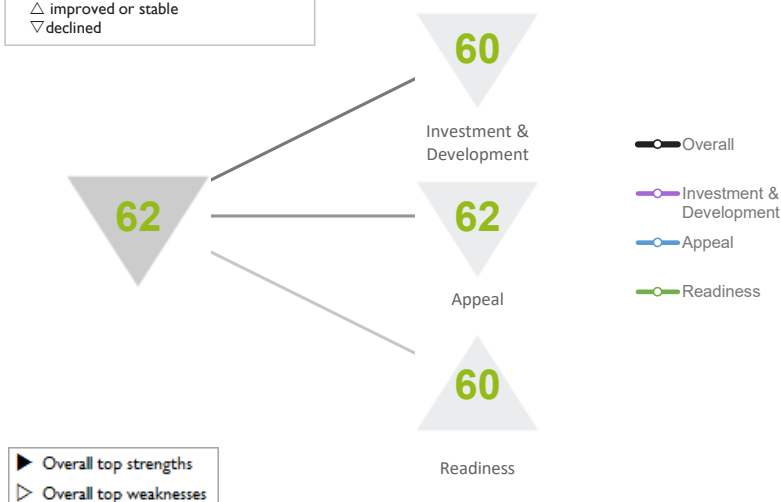 △ improved or stable
▽ declined
60
Investment &
Development
62
62
Appeal
60
Readiness
Overall
Investment &
Development
Appeal
Readiness
▶ Overall top strengths
▷ Overall top weaknesses